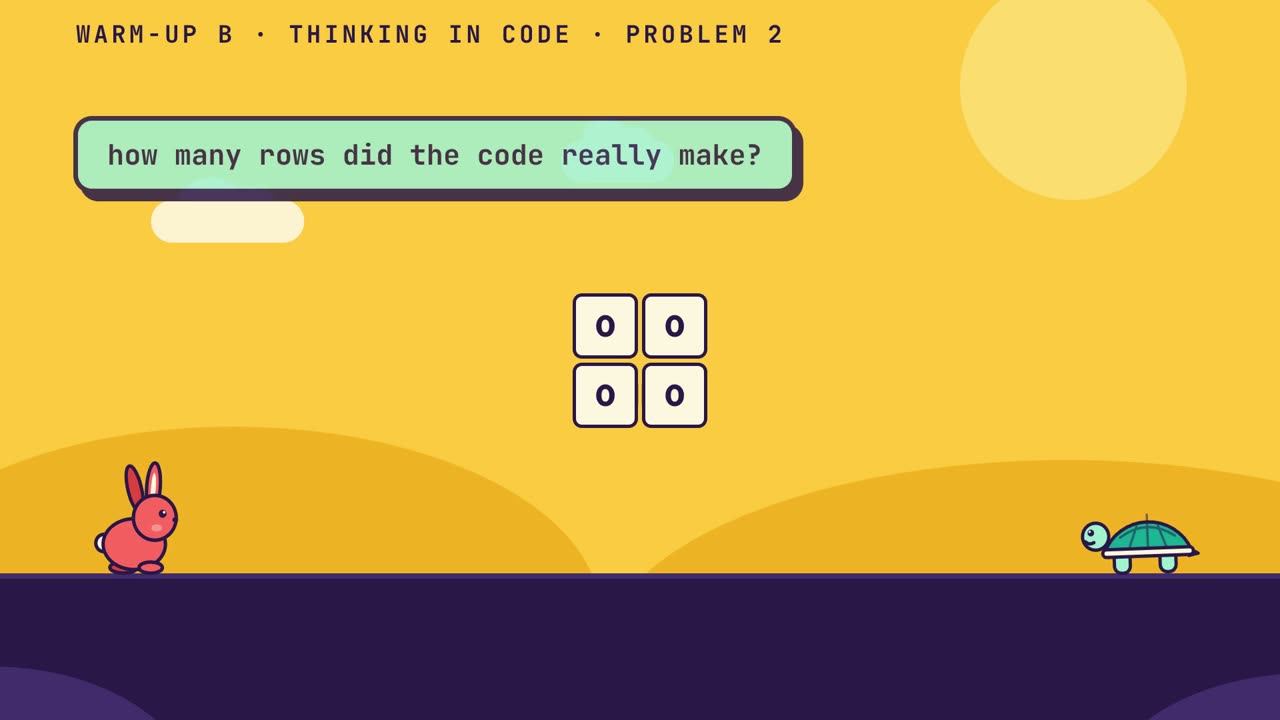 WARM-UP B · THINKING IN CODE · PROBLEM 2
how many rows did the code really make?
o o
o o